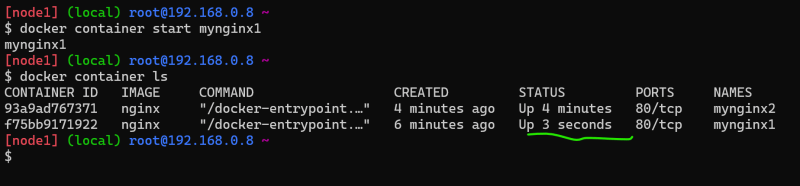 [node1] (local) root@192.168.0.8 ~
$ docker container start mynginx1
mynginx1
[node1] (local) root@192.168.0.8 ~
$ docker container ls
CONTAINER ID   IMAGE     COMMAND                  CREATED         STATUS         PORTS     NAMES
93a9ad767371   nginx     "/docker-entrypoint.…"   4 minutes ago   Up 4 minutes   80/tcp    mynginx2
f75bb9171922   nginx     "/docker-entrypoint.…"   6 minutes ago   Up 3 seconds   80/tcp    mynginx1
[node1] (local) root@192.168.0.8 ~
$